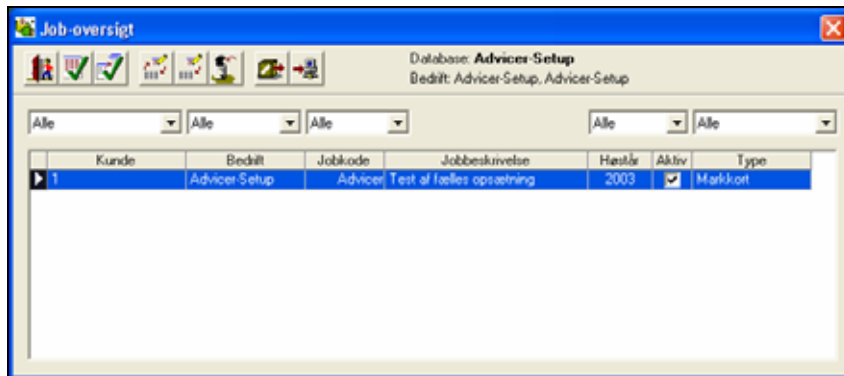 Job-oversigt
Database: Advicer-Setup
Bedrift: Advicer-Setup, Advicer-Setup
Alle Alle Alle Alle Alle
Kunde Bedrift Jobkode Jobbeskrivelse Høstår Aktiv Type
1 Advicer-Setup Advicer Test af fælles opsætning 2003 Markkort